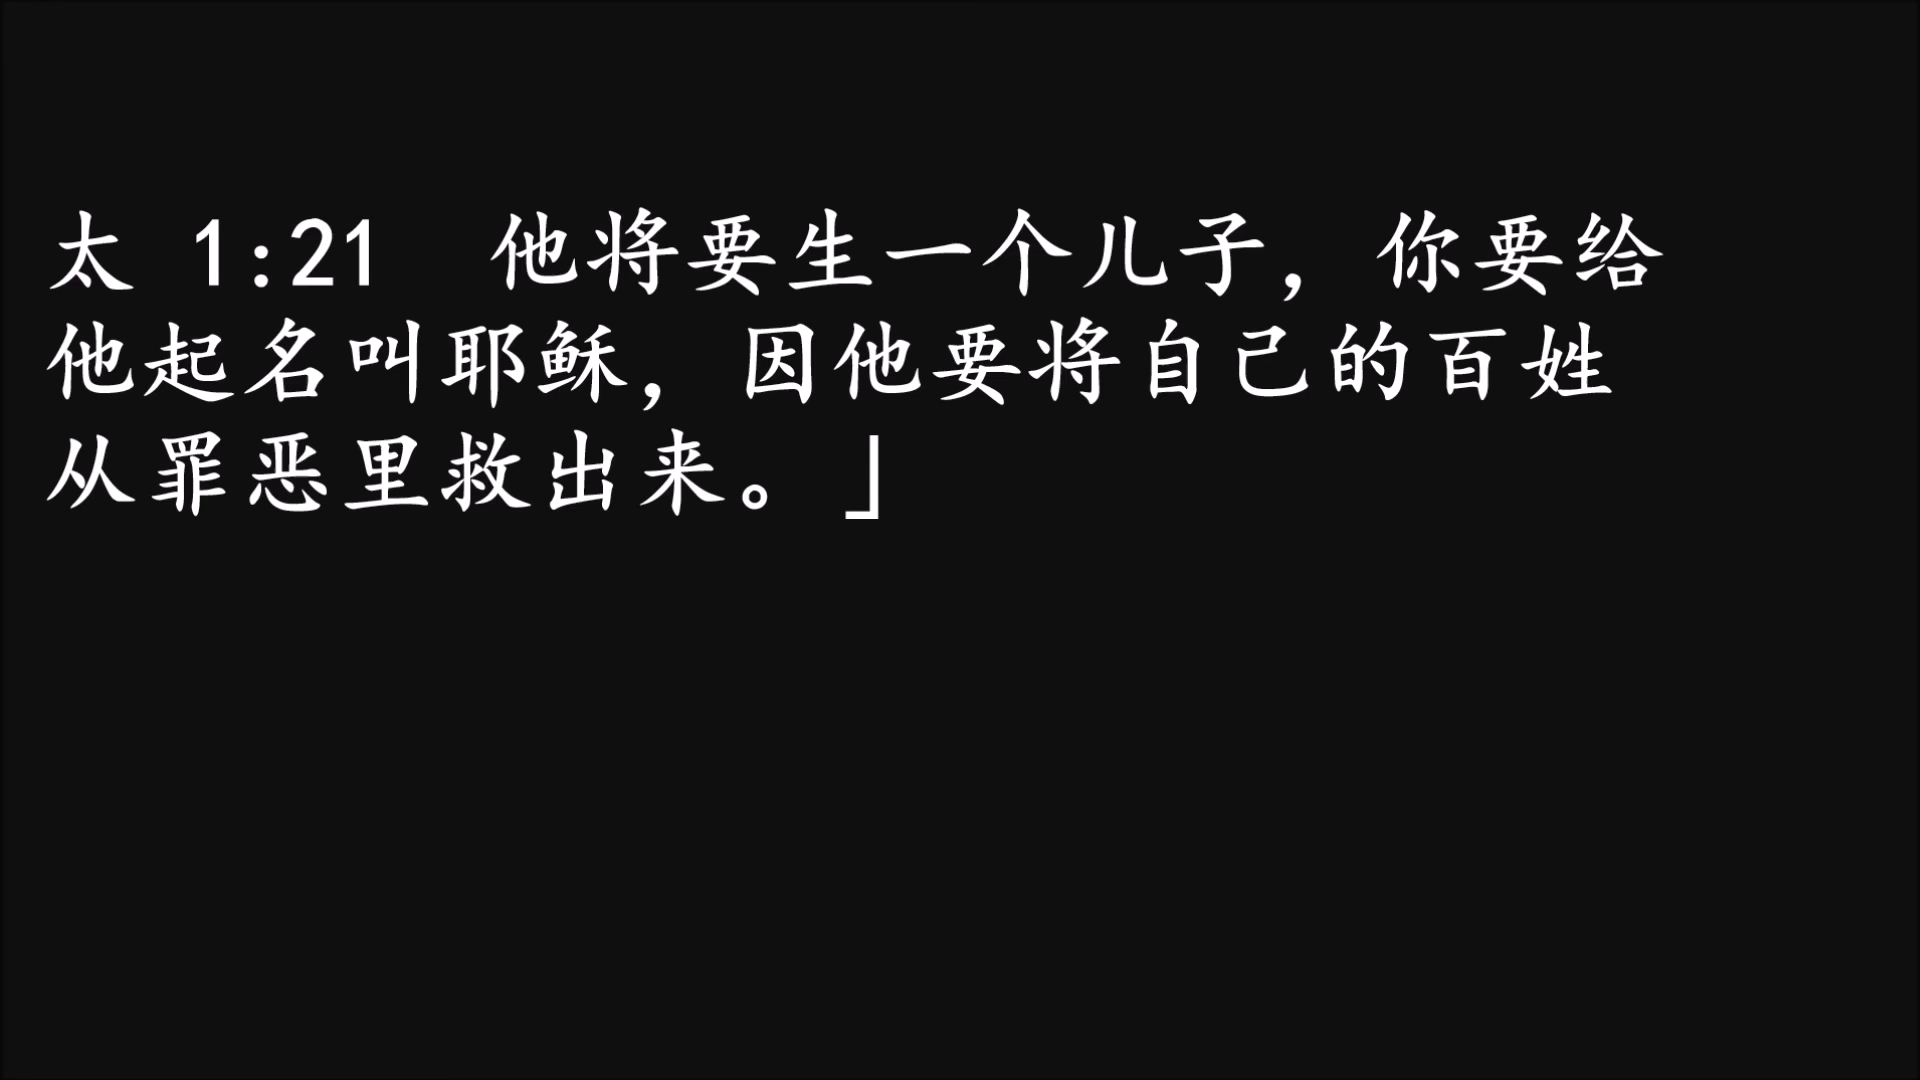 太 1:21  他将要生一个儿子，你要给
他起名叫耶稣，因他要将自己的百姓
从罪恶里救出来。」